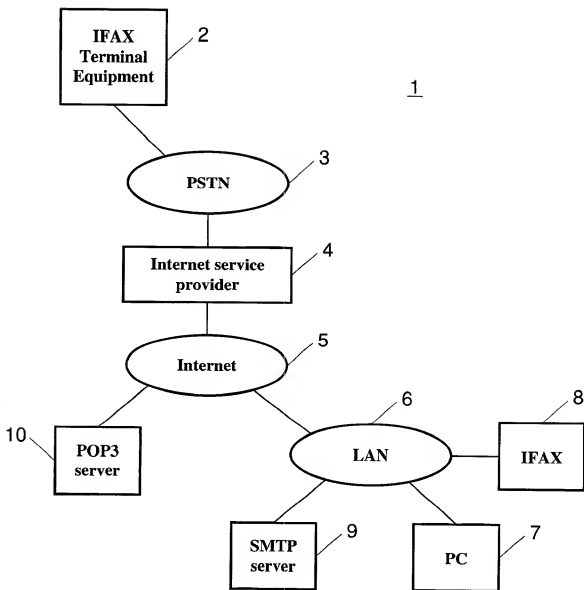 IFAX
Terminal
Equipment
2
1
PSTN
3
Internet service
provider
4
Internet
5
10
POP3
server
LAN
6
IFAX
8
SMTP
server
9
PC
7